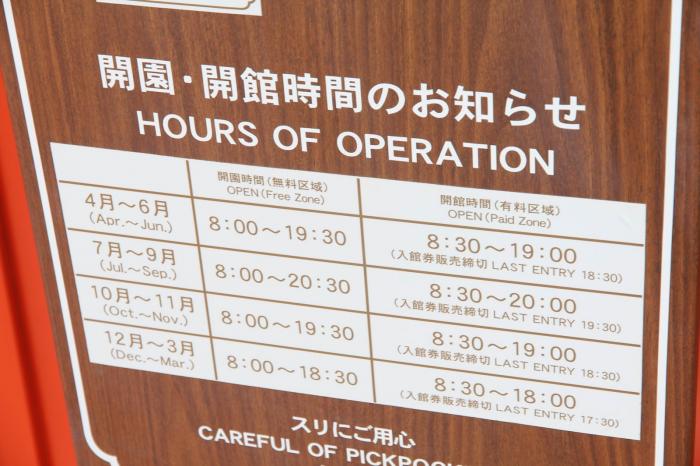 開園・開館時間のお知らせ
HOURS OF OPERATION
開園時間(無料区域) 開館時間(有料区域)
OPEN(Free Zone) OPEN(Paid Zone)
4月～6月 8:00～19:30 8:30～19:00
(Apr.～Jun.) (入館券販売締切 LAST ENTRY 18:30)
7月～9月 8:00～20:30 8:30～20:00
(Jul.～Sep.) (入館券販売締切 LAST ENTRY 19:30)
10月～11月 8:00～19:30 8:30～19:00
(Oct.～Nov.) (入館券販売締切 LAST ENTRY 18:30)
12月～3月 8:00～18:30 8:30～18:00
(Dec.～Mar.) (入館券販売締切 LAST ENTRY 17:30)
スリにご用心
CAREFUL OF